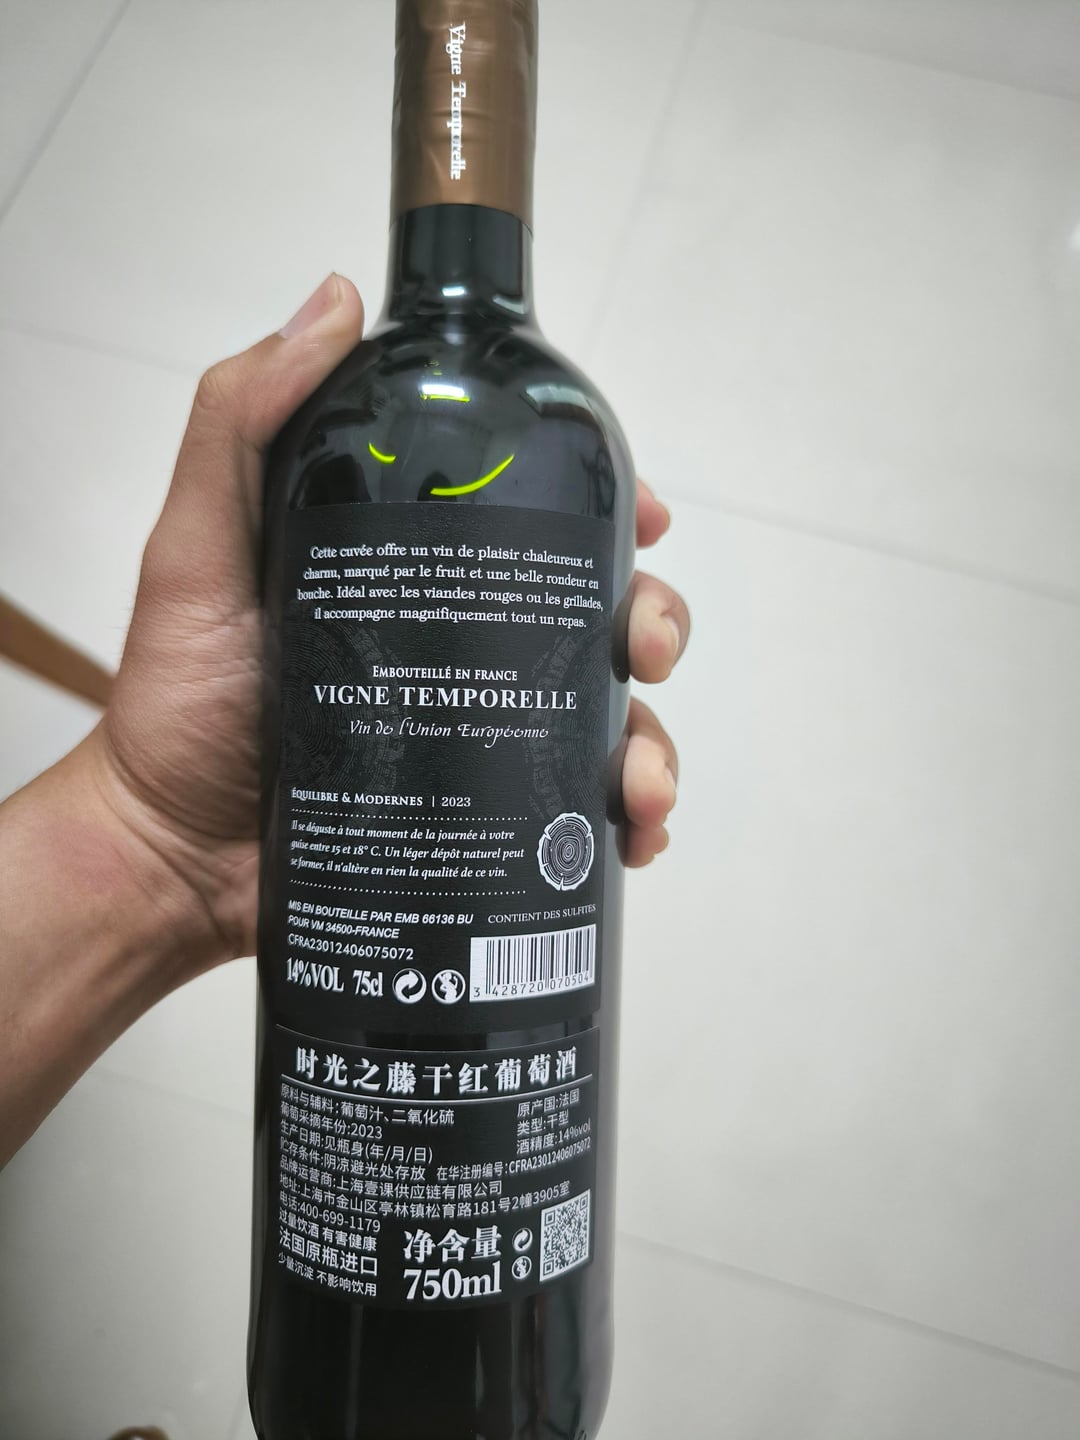 Vigne Temporelle
Cette cuvée offre un vin de plaisir chaleureux et
charnu, marqué par le fruit et une belle rondeur en
bouche. Idéal avec les viandes rouges ou les grillades,
il accompagne magnifiquement tout un repas.
EMBOUTEILLÉ EN FRANCE
VIGNE TEMPORELLE
Vin de l'Union Européenne
ÉQUILIBRE & MODERNES | 2023
Il se déguste à tout moment de la journée à votre
guise entre 15 et 18° C. Un léger dépôt naturel peut
se former, il n'altère en rien la qualité de ce vin.
MIS EN BOUTEILLE PAR EMB 66136 BU
POUR VM 34500-FRANCE
CONTIENT DES SULFITES
CFRA23012406075072
14%VOL 75cl
3 428720 070504
时光之藤干红葡萄酒
原料与辅料:葡萄汁、二氧化硫
原产国:法国
葡萄采摘年份:2023
类型:干型
生产日期:见瓶身(年/月/日)
酒精度:14%vol
贮存条件:阴凉避光处存放
在华注册编号:CFRA23012406075072
品牌运营商:上海壹课供应链有限公司
地址:上海市金山区亭林镇松育路181号2幢3905室
电话:400-699-1179
过量饮酒 有害健康
法国原瓶进口
少量沉淀 不影响饮用
净含量
750ml